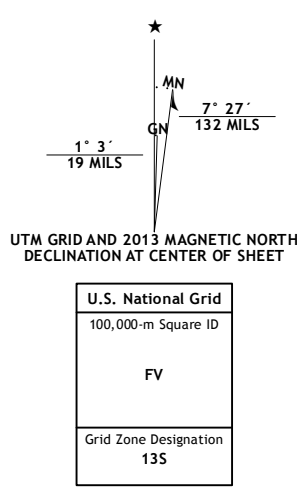 ★
MN
GN
7° 27´
132 MILS
1° 3´
19 MILS
UTM GRID AND 2013 MAGNETIC NORTH
DECLINATION AT CENTER OF SHEET
U.S. National Grid
100,000-m Square ID
FV
Grid Zone Designation
13S